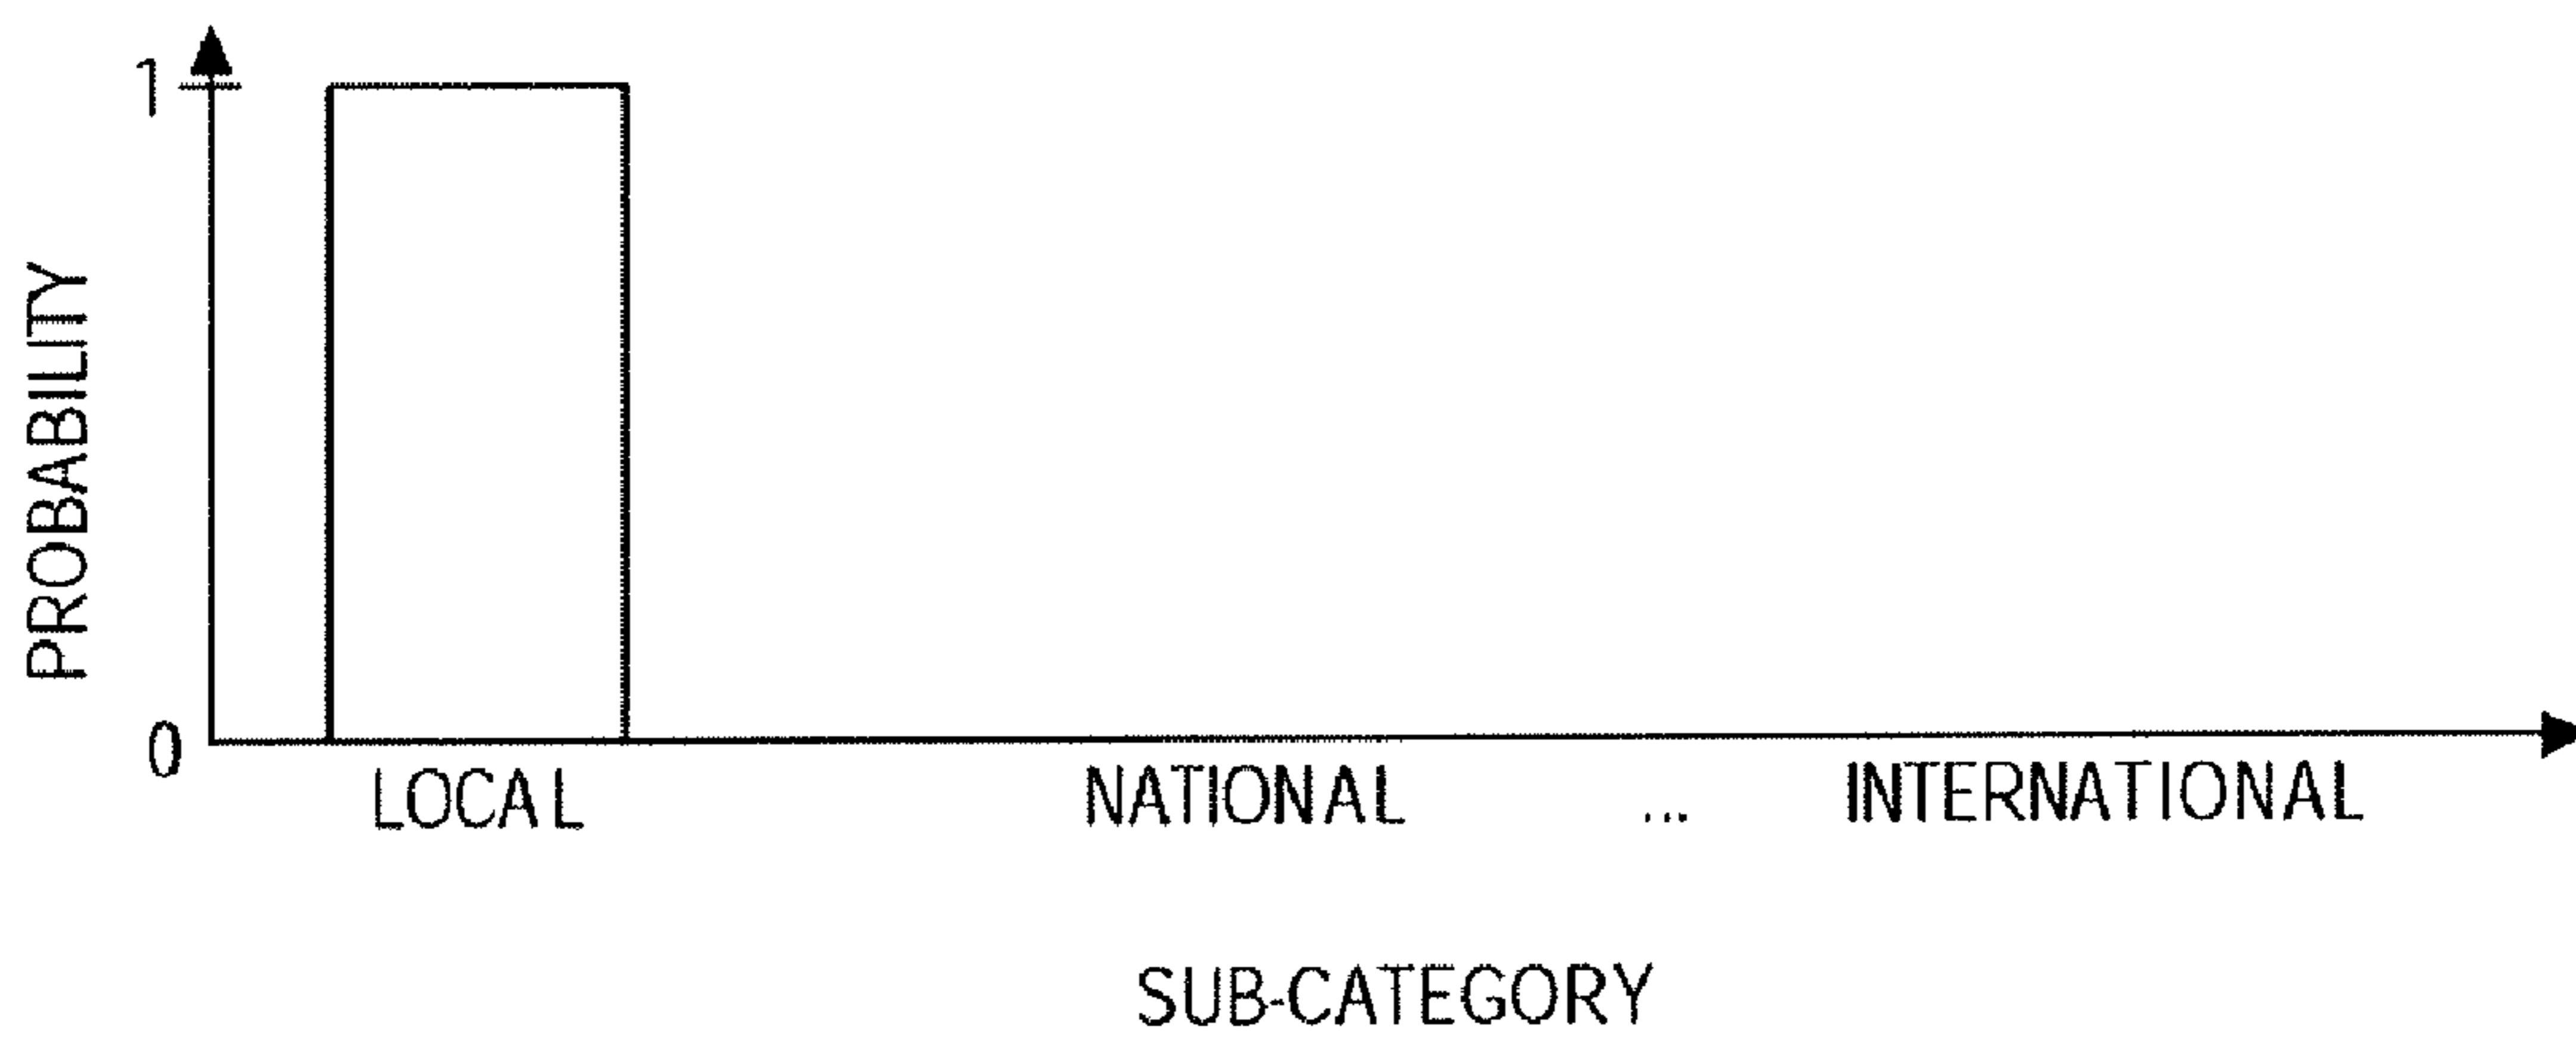 1
PROBABILITY
0
LOCAL NATIONAL ... INTERNATIONAL
SUB-CATEGORY